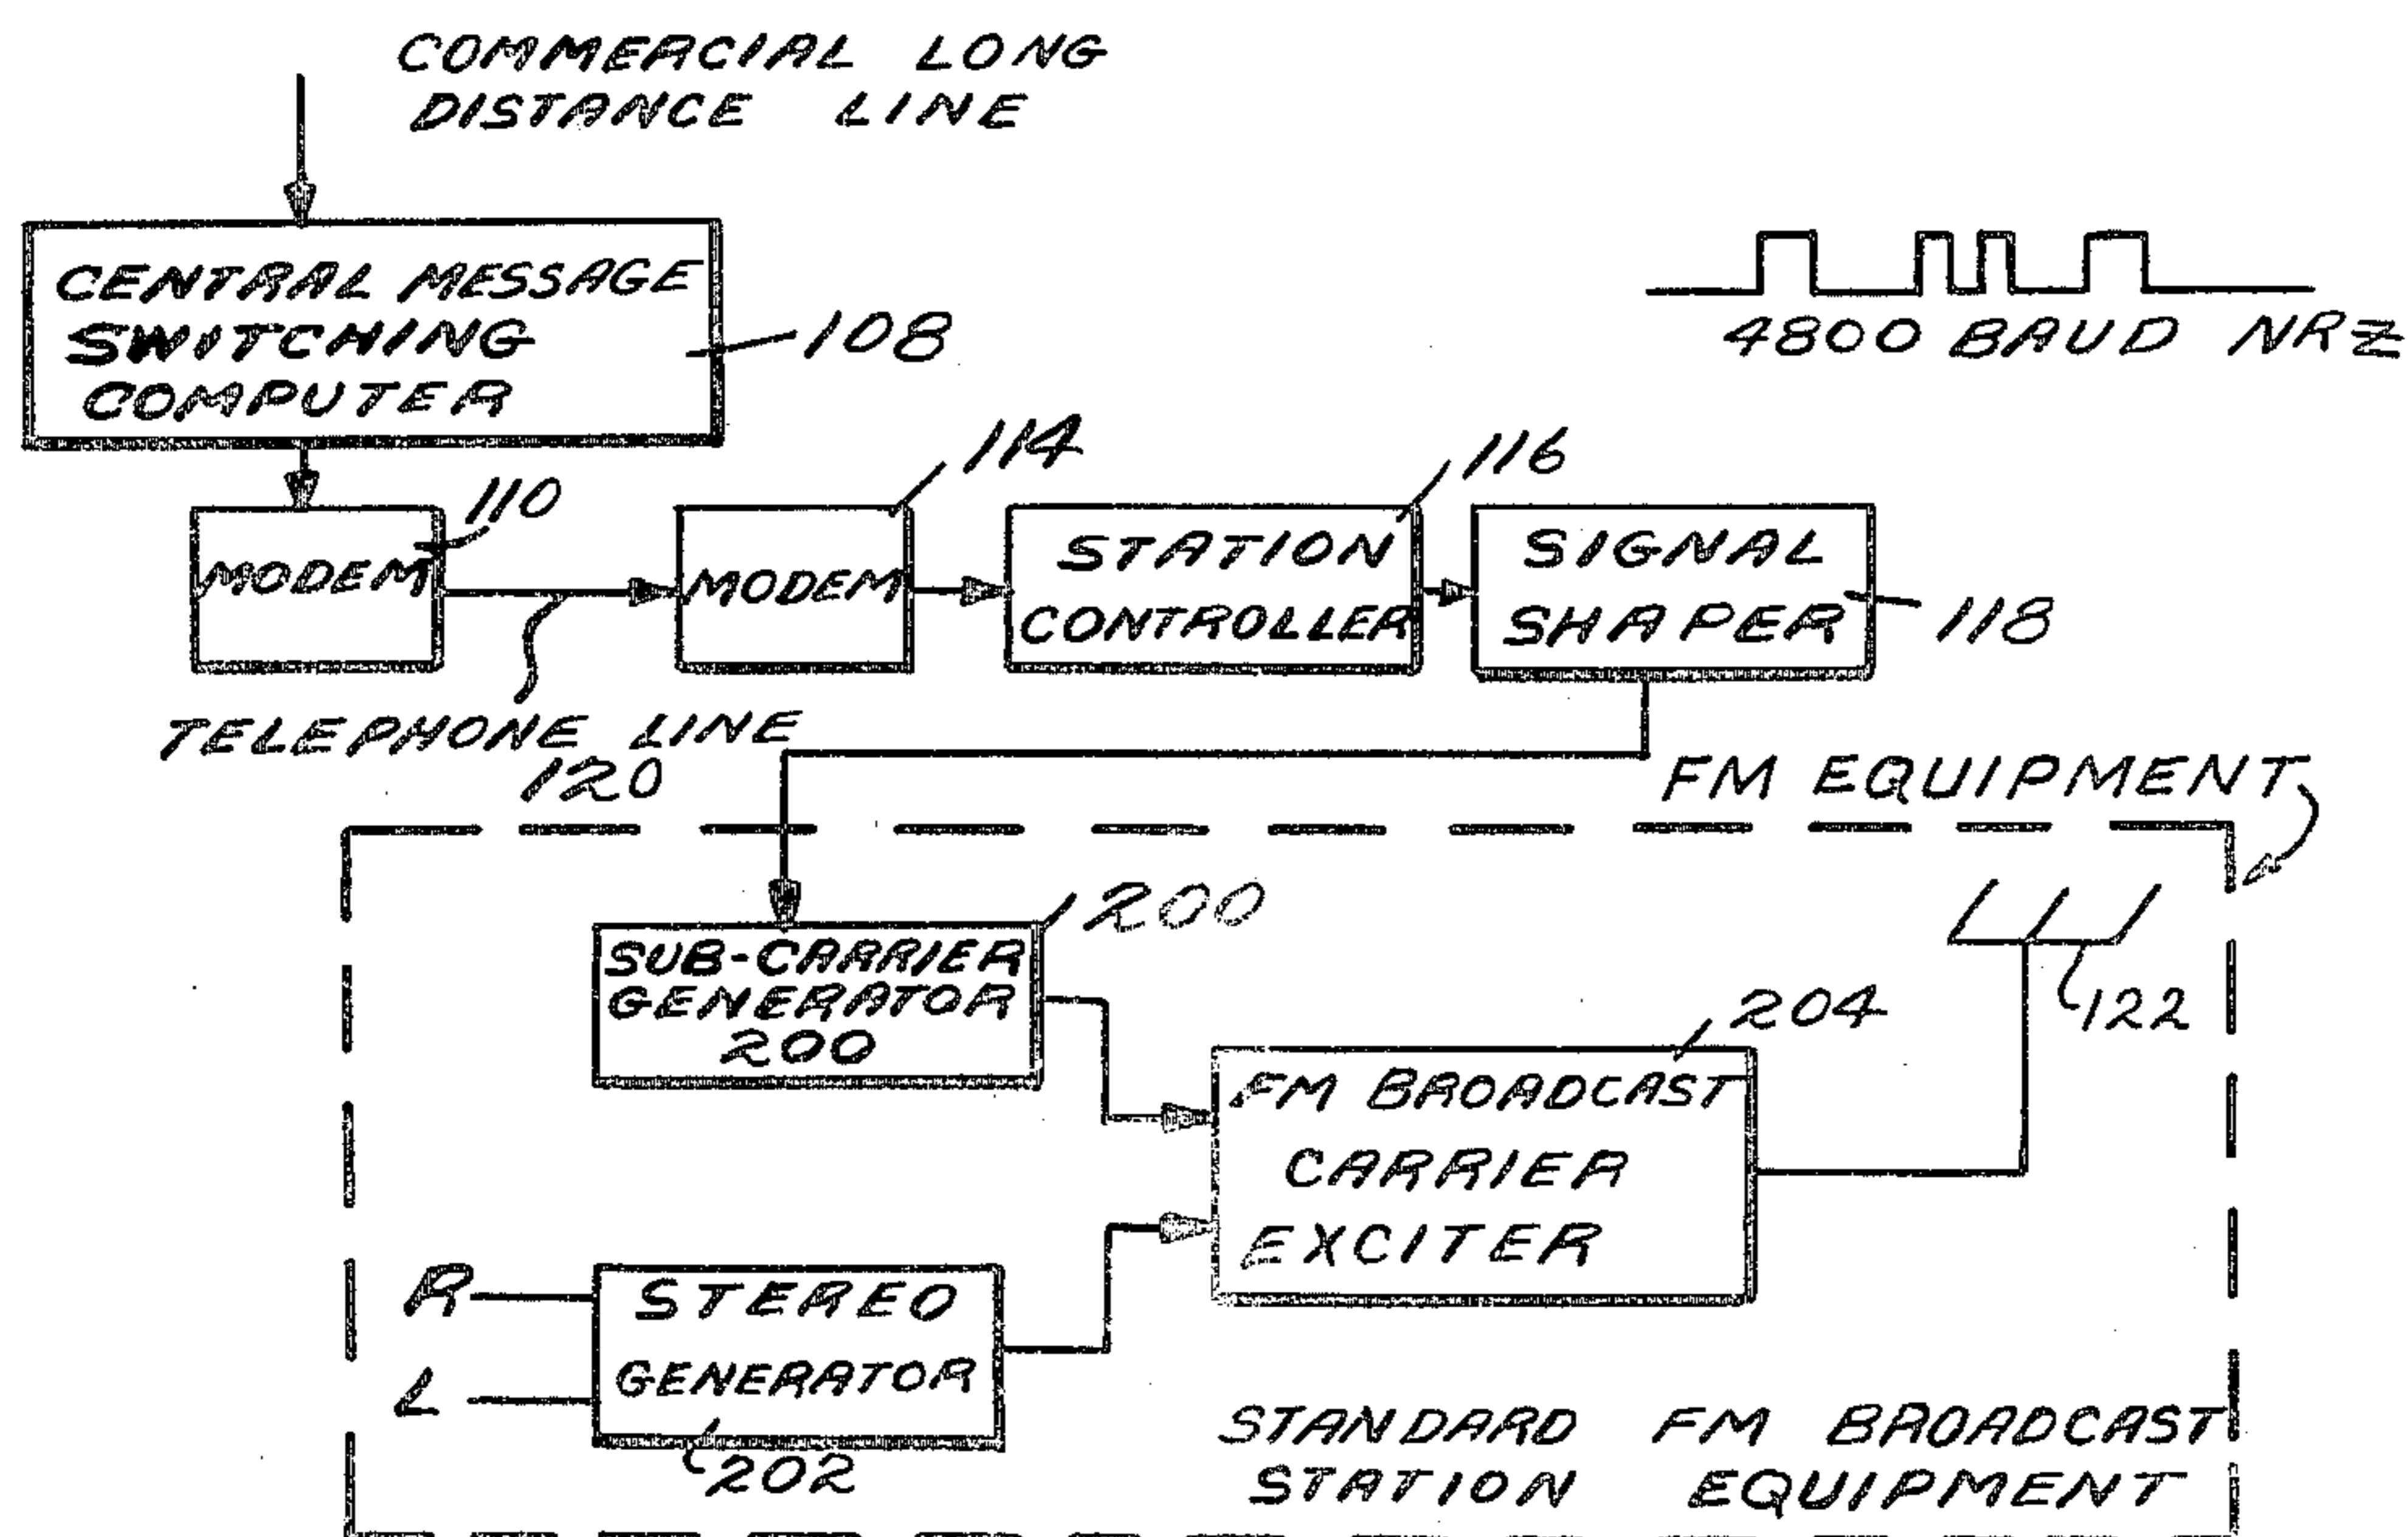 COMMERCIAL LONG
DISTANCE LINE
CENTRAL MESSAGE
SWITCHING
COMPUTER
108
4800 BAUD NRZ
110
114
116
MODEM
MODEM
STATION
CONTROLLER
SIGNAL
SHAPER
118
TELEPHONE LINE
120
FM EQUIPMENT
200
SUB-CARRIER
GENERATOR
200
122
204
FM BROADCAST
CARRIER
EXCITER
R
L
STEREO
GENERATOR
202
STANDARD FM BROADCAST
STATION EQUIPMENT